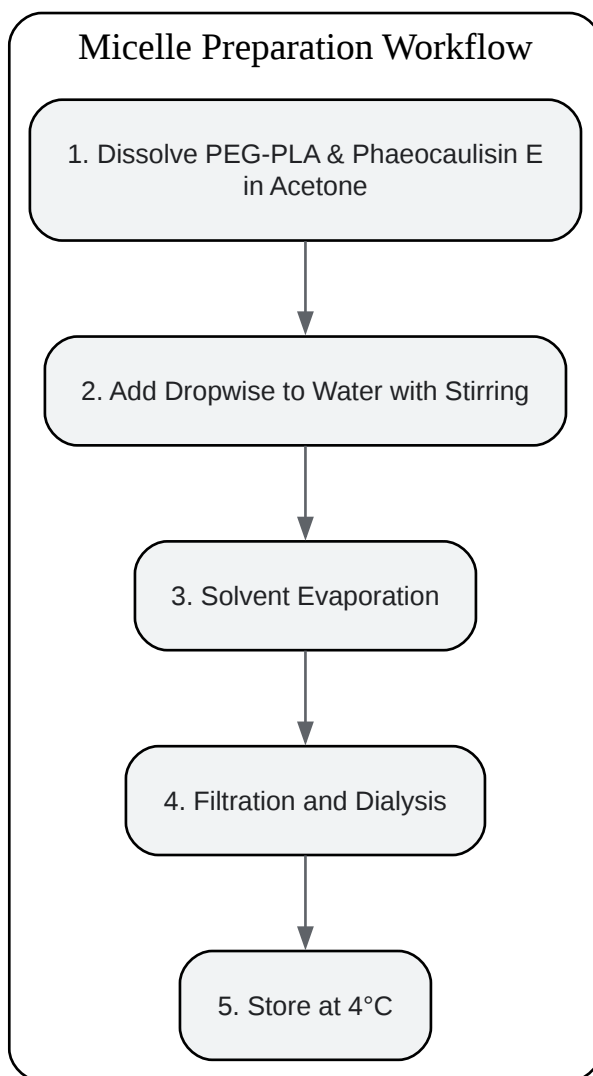 Micelle Preparation Workflow
1. Dissolve PEG-PLA & Phaeocaulisin E
in Acetone
2. Add Dropwise to Water with Stirring
3. Solvent Evaporation
4. Filtration and Dialysis
5. Store at 4°C